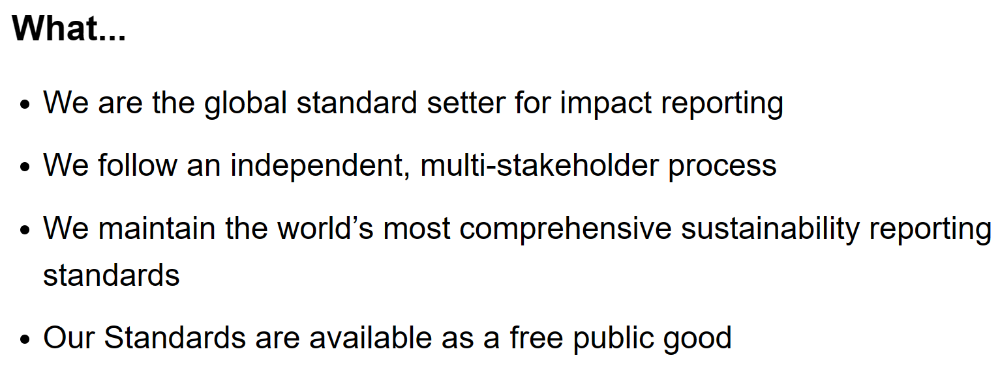 What...
• We are the global standard setter for impact reporting
• We follow an independent, multi-stakeholder process
• We maintain the world’s most comprehensive sustainability reporting
standards
• Our Standards are available as a free public good